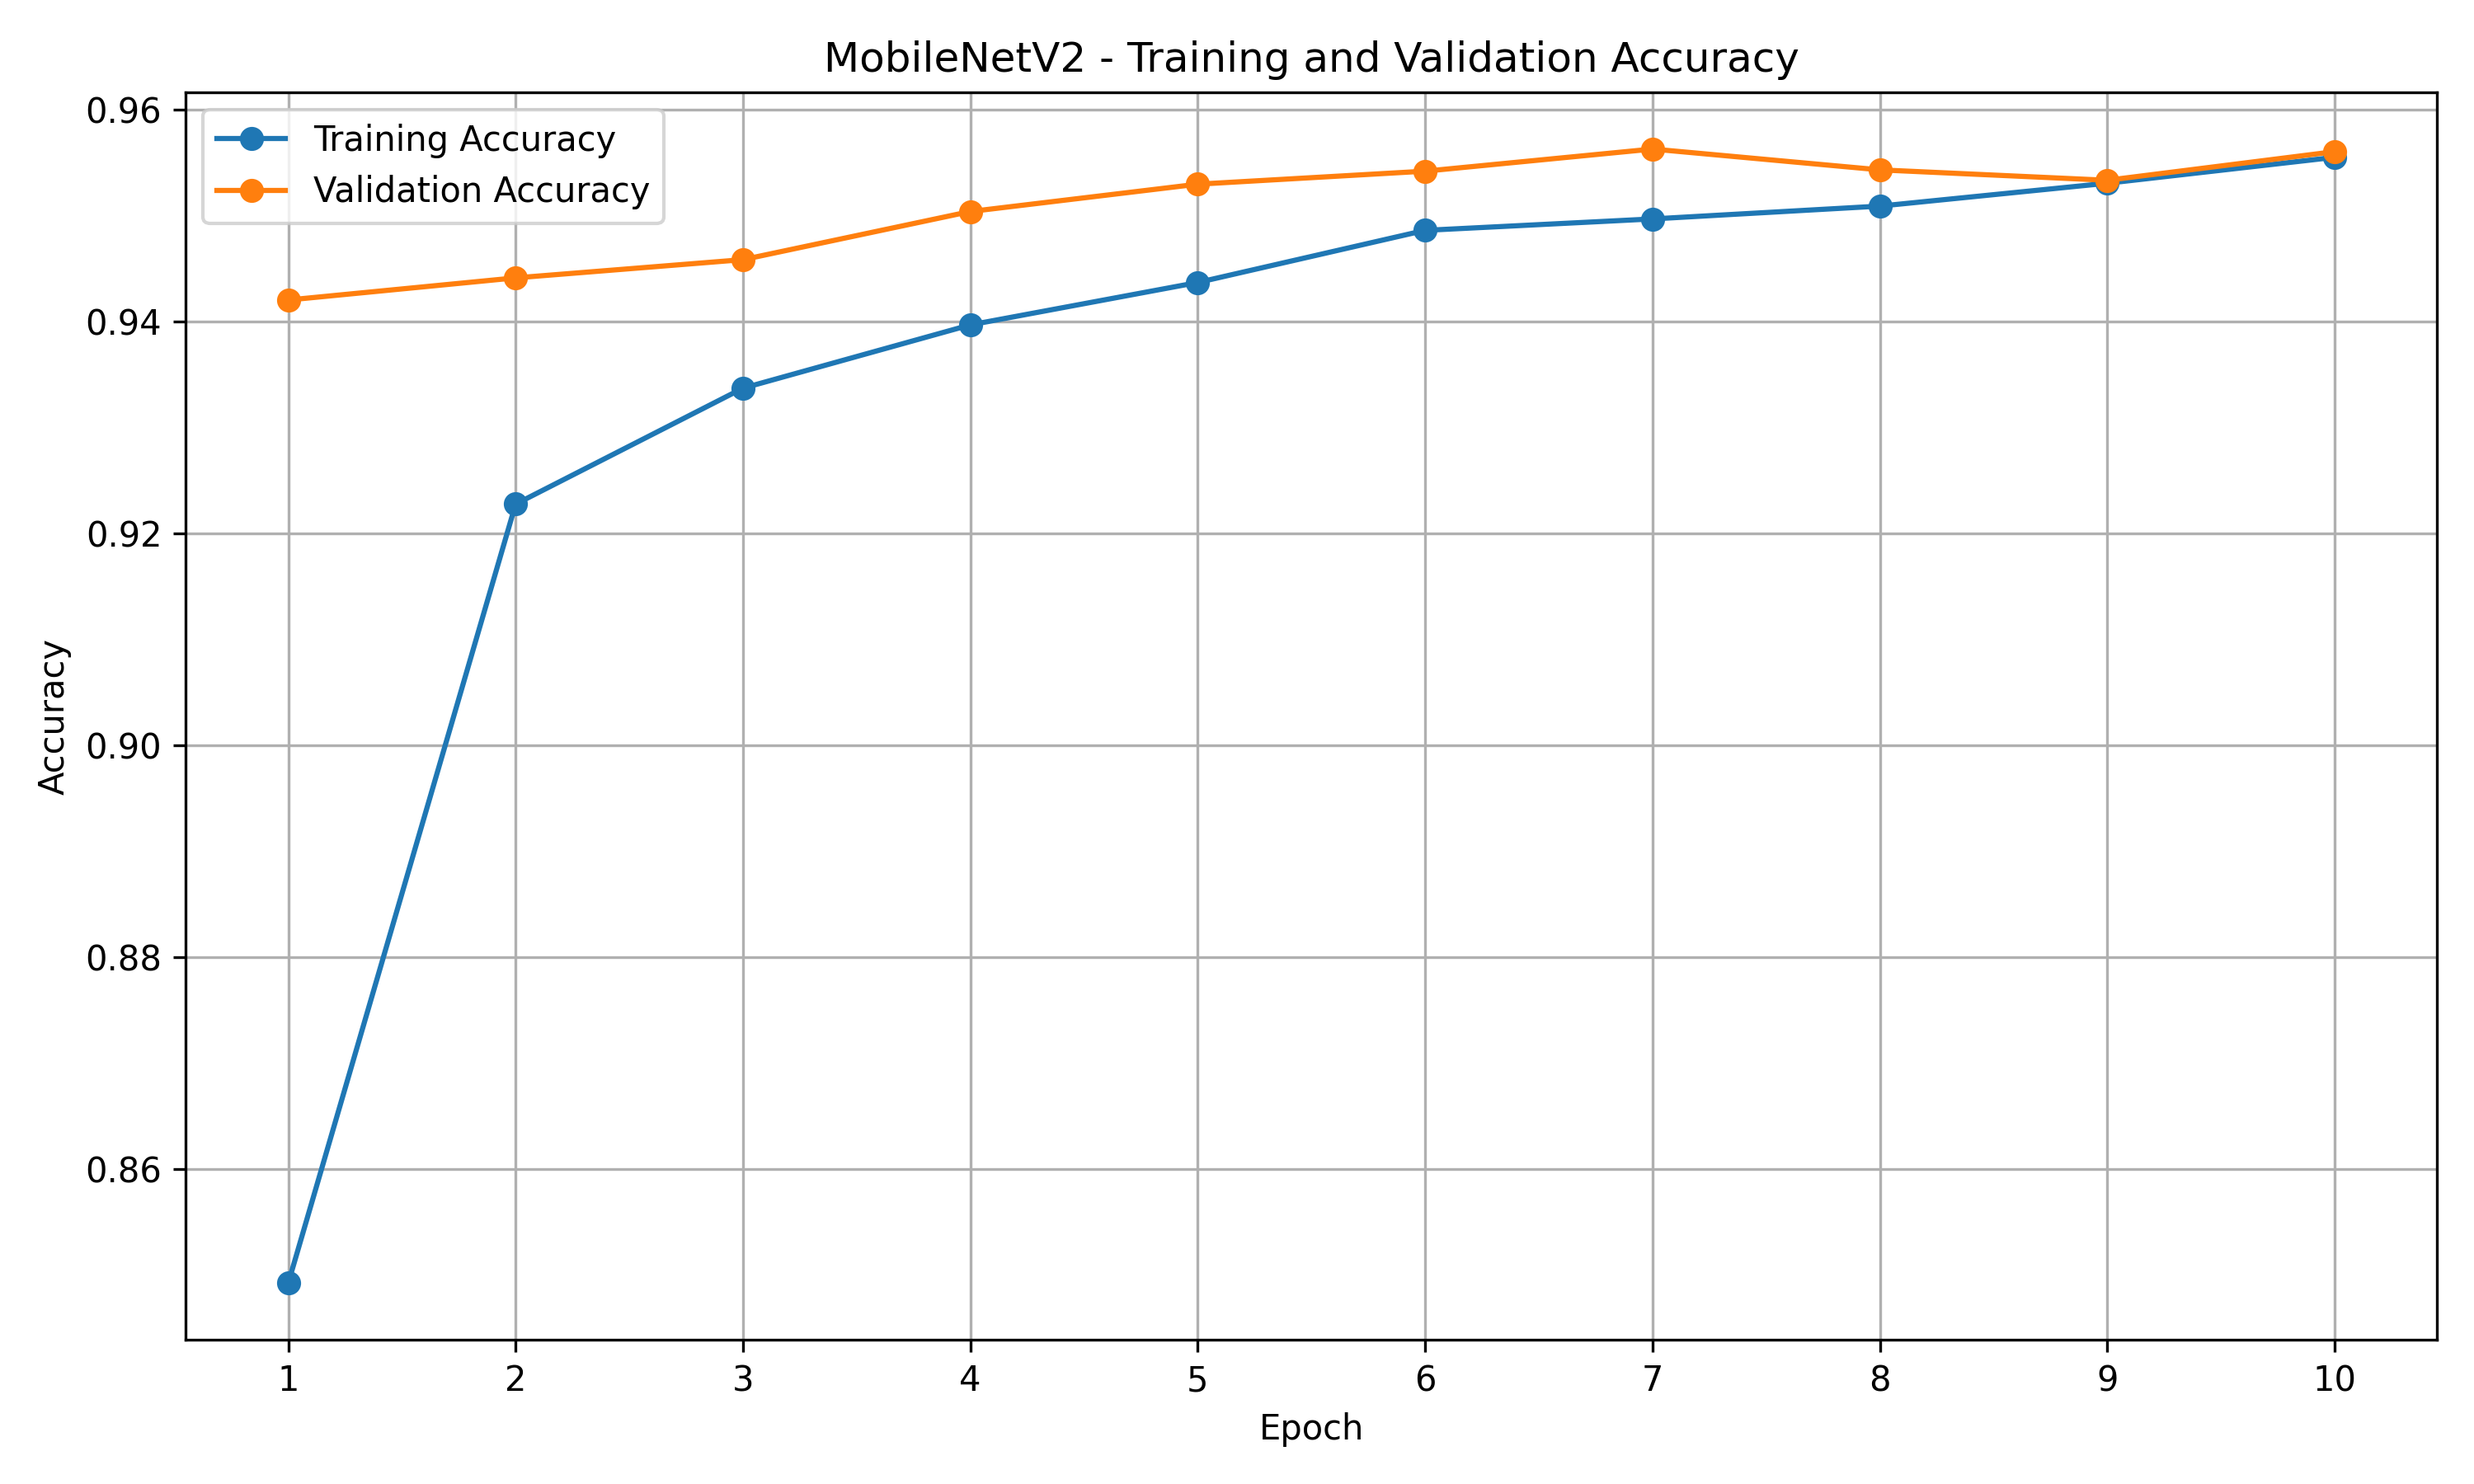 MobileNetV2 - Training and Validation Accuracy
Training Accuracy
Validation Accuracy
0.96
0.94
0.92
0.90
0.88
0.86
Accuracy
1 2 3 4 5 6 7 8 9 10
Epoch